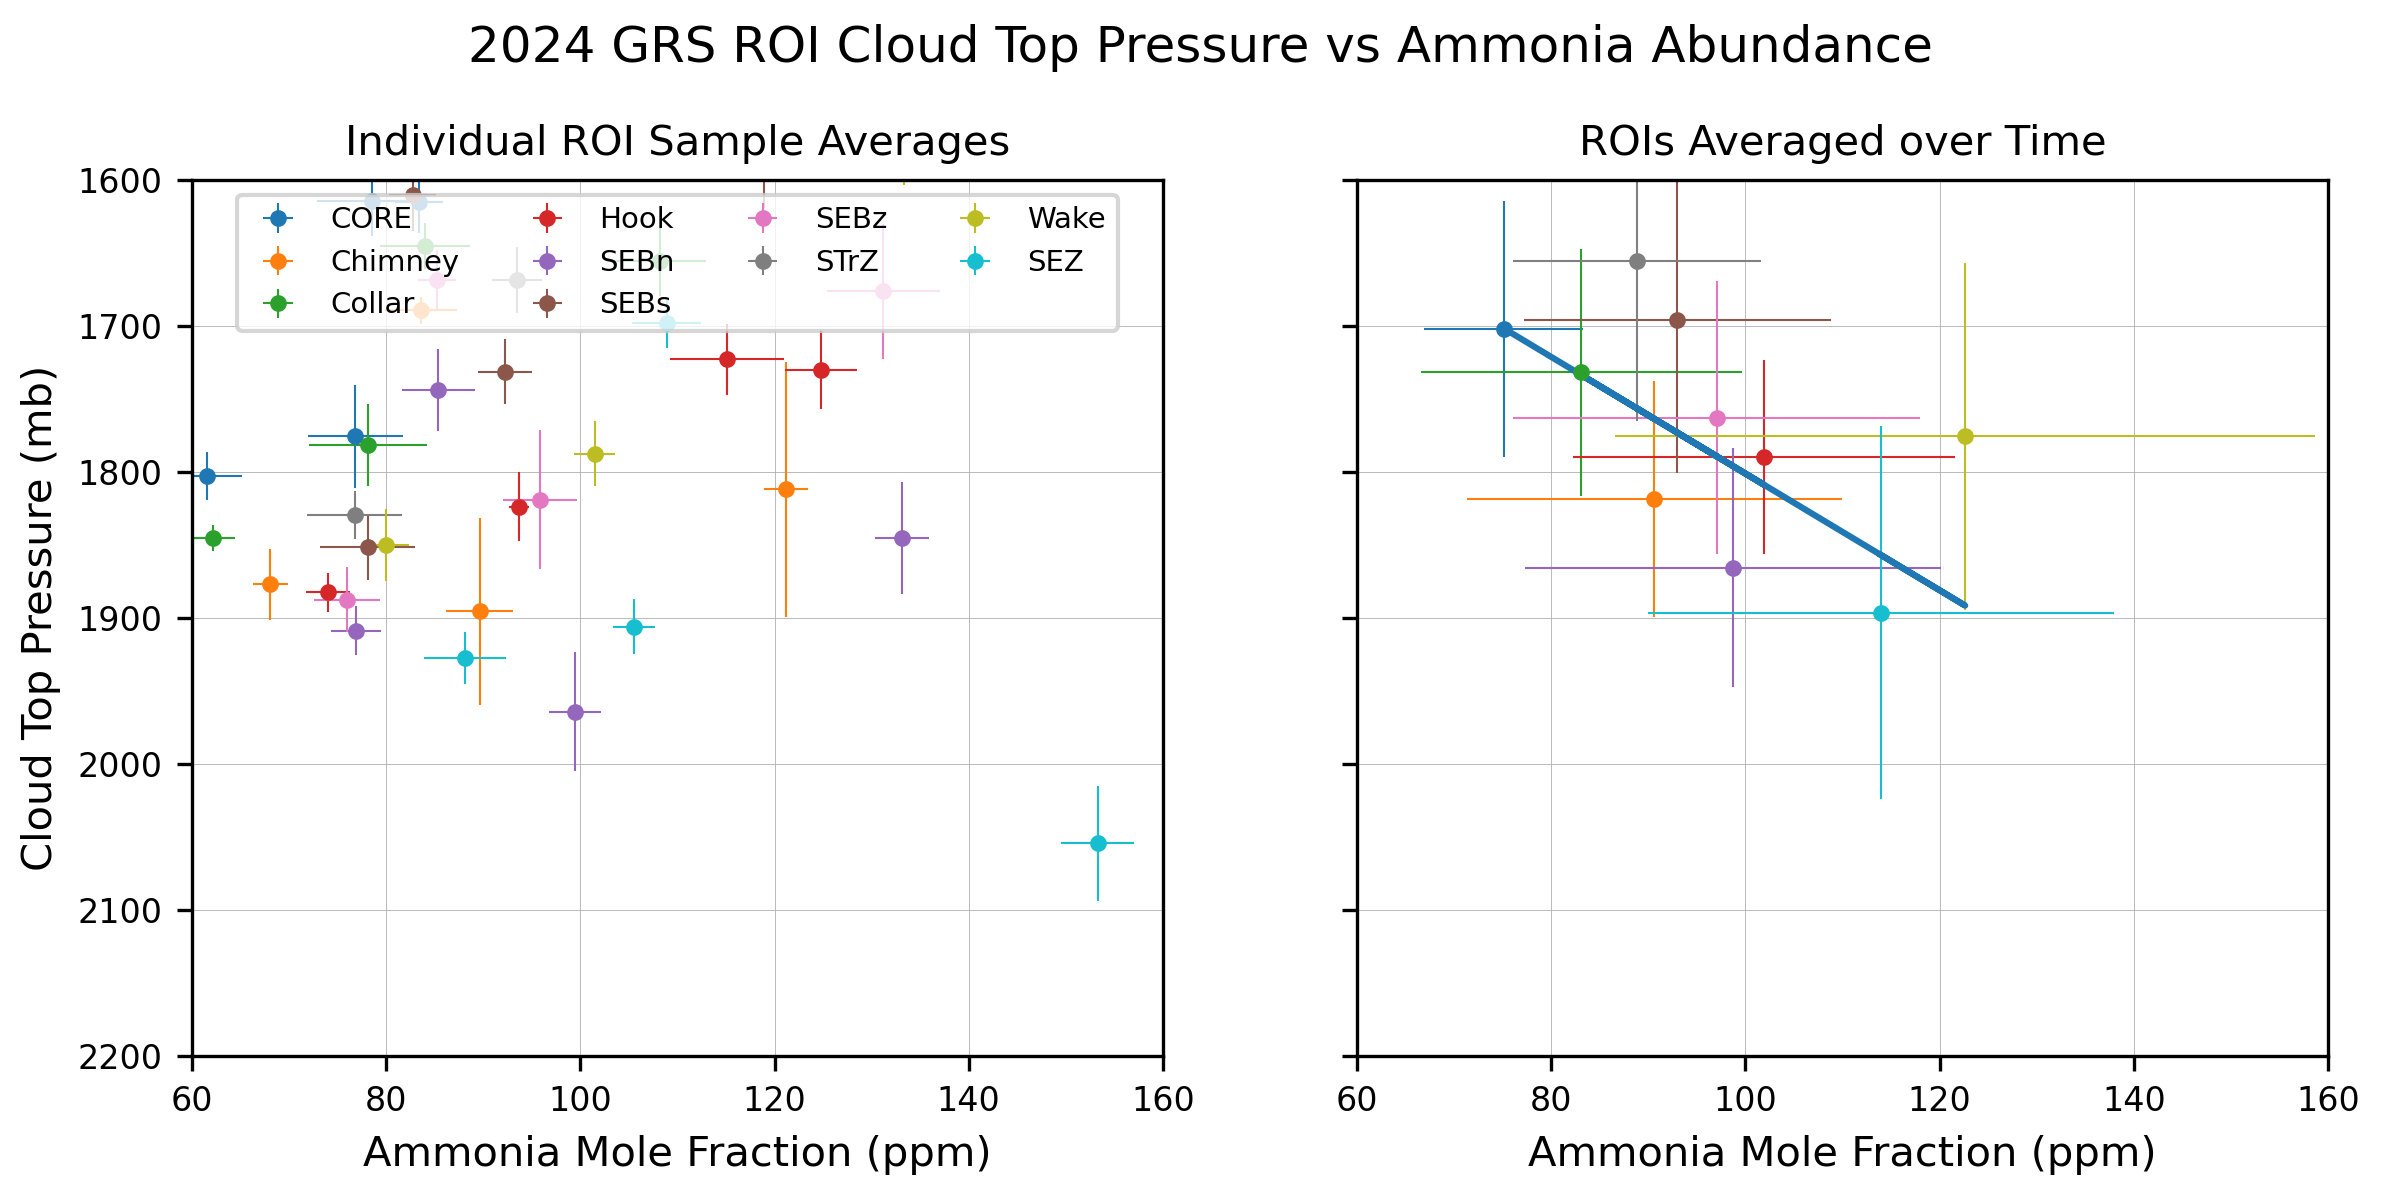 2024 GRS ROI Cloud Top Pressure vs Ammonia Abundance
Individual ROI Sample Averages
ROIs Averaged over Time
CORE
Chimney
Collar
Hook
SEBn
SEBs
SEBz
STrZ
Wake
SEZ
Cloud Top Pressure (mb)
1600
1700
1800
1900
2000
2100
2200
60 80 100 120 140 160
60 80 100 120 140 160
Ammonia Mole Fraction (ppm)
Ammonia Mole Fraction (ppm)